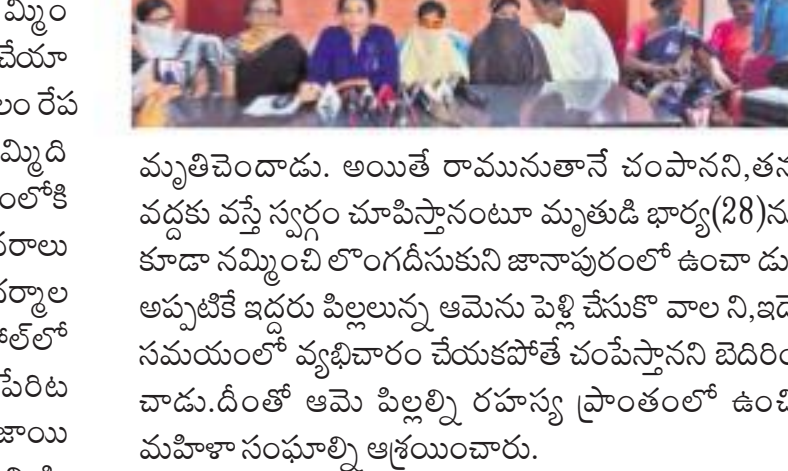 మ్మిం
చేయా
లం రేప
మ్మిది
ంలోకి
వరాలు
ర్మాల
ల్‌లో
పేరిట
జాయి
మృతిచెందాడు. అయితే రామునుతానే చంపానని,తన
వద్దకు వస్తే స్వర్గం చూపిస్తానంటూ మృతుడి భార్య(28)ను
కూడా నమ్మించి లొంగదీసుకుని జానాపురంలో ఉంచా డు
అప్పటికే ఇద్దరు పిల్లలున్న ఆమెను పెళ్లి చేసుకొ వాల ని,ఇదే
సమయంలో వ్యభిచారం చేయకపోతే చంపేస్తానని బెదిరిం
చాడు.దీంతో ఆమె పిల్లల్ని రహస్య ప్రాంతంలో ఉంచి
మహిళా సంఘాల్ని ఆశ్రయించారు.